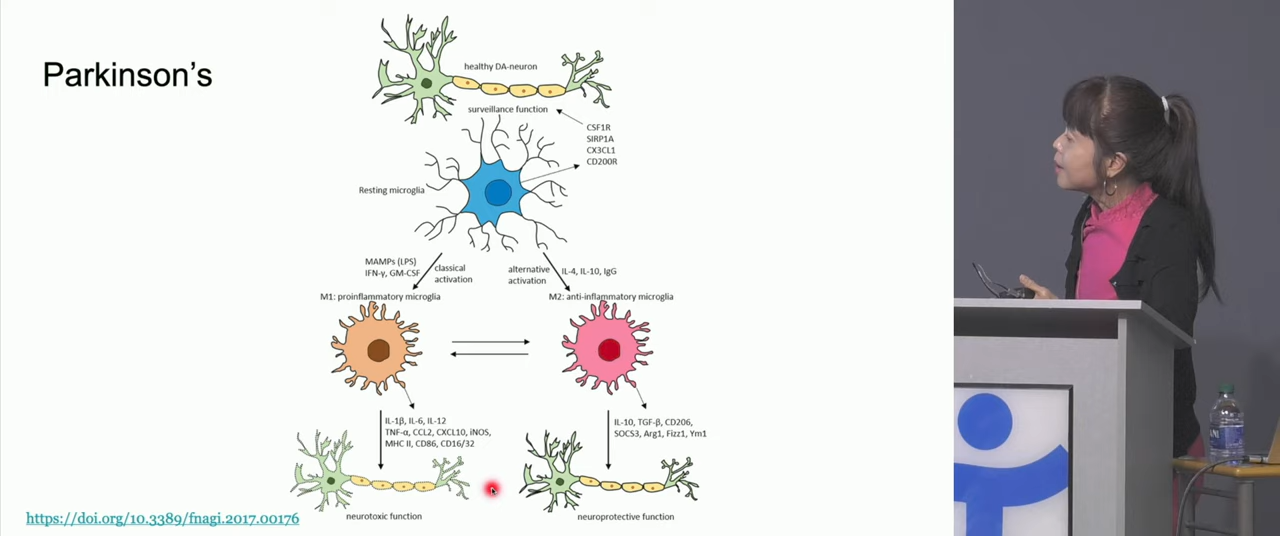 Parkinson's
healthy DA-neuron
surveillance function
CSF1R
SIRP1A
CX3CL1
CD200R
Resting microglia
MAMPs (LPS)
IFN-γ, GM-CSF
classical
activation
alternative
activation
IL-4, IL-10, IgG
M1: proinflammatory microglia
M2: anti-inflammatory microglia
IL-1β, IL-6, IL-12
TNF-α, CCL2, CXCL10, iNOS,
MHC II, CD86, CD16/32
IL-10, TGF-β, CD206,
SOCS3, Arg1, Fizz1, Ym1
neurotoxic function
neuroprotective function
https://doi.org/10.3389/fnagi.2017.00176